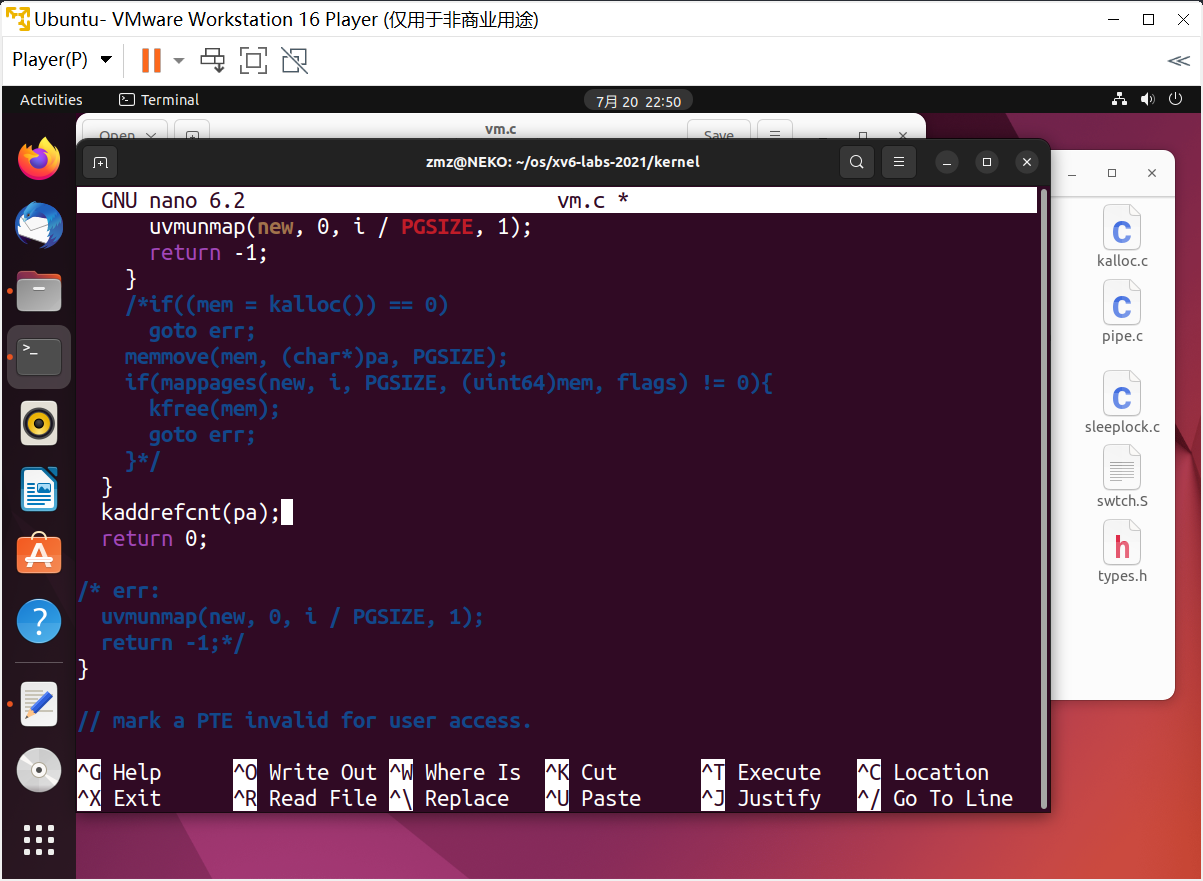 Ubuntu- VMware Workstation 16 Player (仅用于非商业用途)
Player(P)
Activities
Terminal
7月 20 22:50
Open
vm.c
Save
zmz@NEKO: ~/os/xv6-labs-2021/kernel
GNU nano 6.2 vm.c *
uvmunmap(new, 0, i / PGSIZE, 1);
return -1;
}
/*if((mem = kalloc()) == 0)
goto err;
memmove(mem, (char*)pa, PGSIZE);
if(mappages(new, i, PGSIZE, (uint64)mem, flags) != 0){
kfree(mem);
goto err;
}*/
}
kaddrefcnt(pa);
return 0;
/* err:
uvmunmap(new, 0, i / PGSIZE, 1);
return -1;*/
}
// mark a PTE invalid for user access.
^G Help ^O Write Out ^W Where Is ^K Cut ^T Execute ^C Location
^X Exit ^R Read File ^\ Replace ^U Paste ^J Justify ^/ Go To Line
kalloc.c
pipe.c
sleeplock.c
swtch.S
types.h